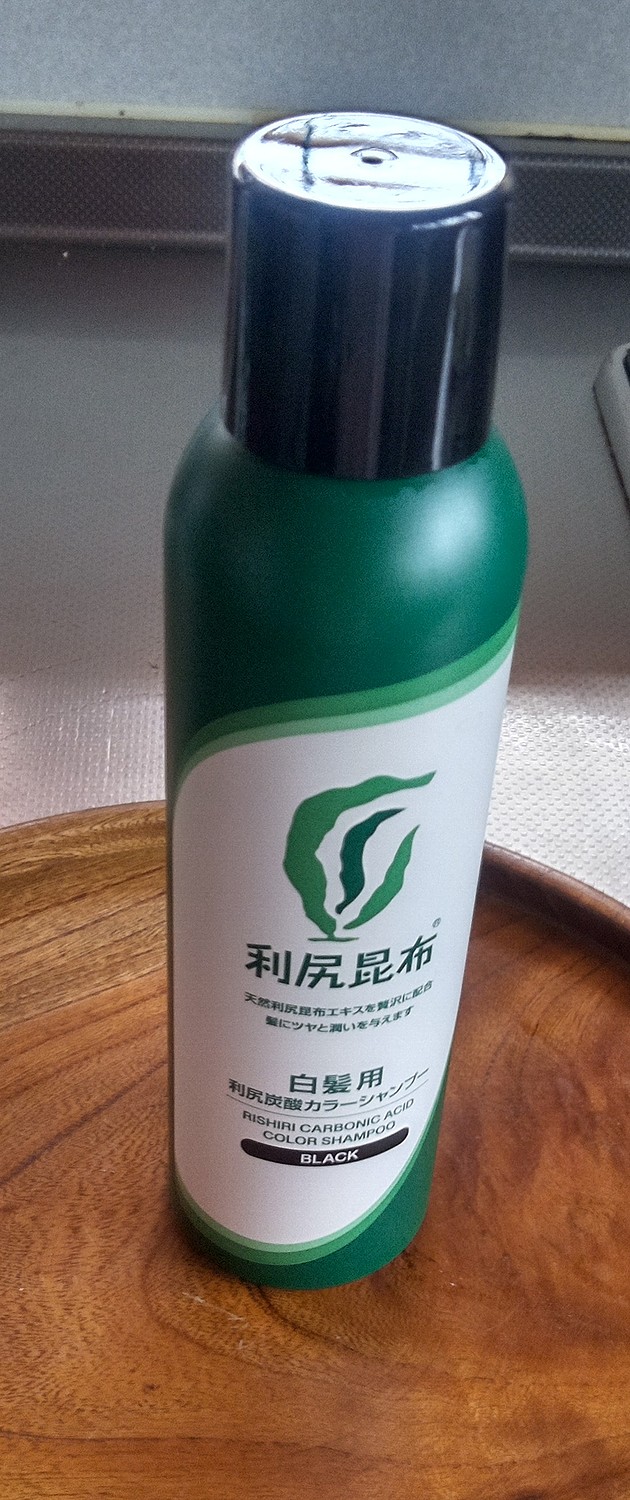 利尻昆布®
天然利尻昆布エキスを贅沢に配合
髪にツヤと潤いを与えます
白髪用
利尻炭酸カラーシャンプー
RISHIRI CARBONIC ACID
COLOR SHAMPOO
BLACK